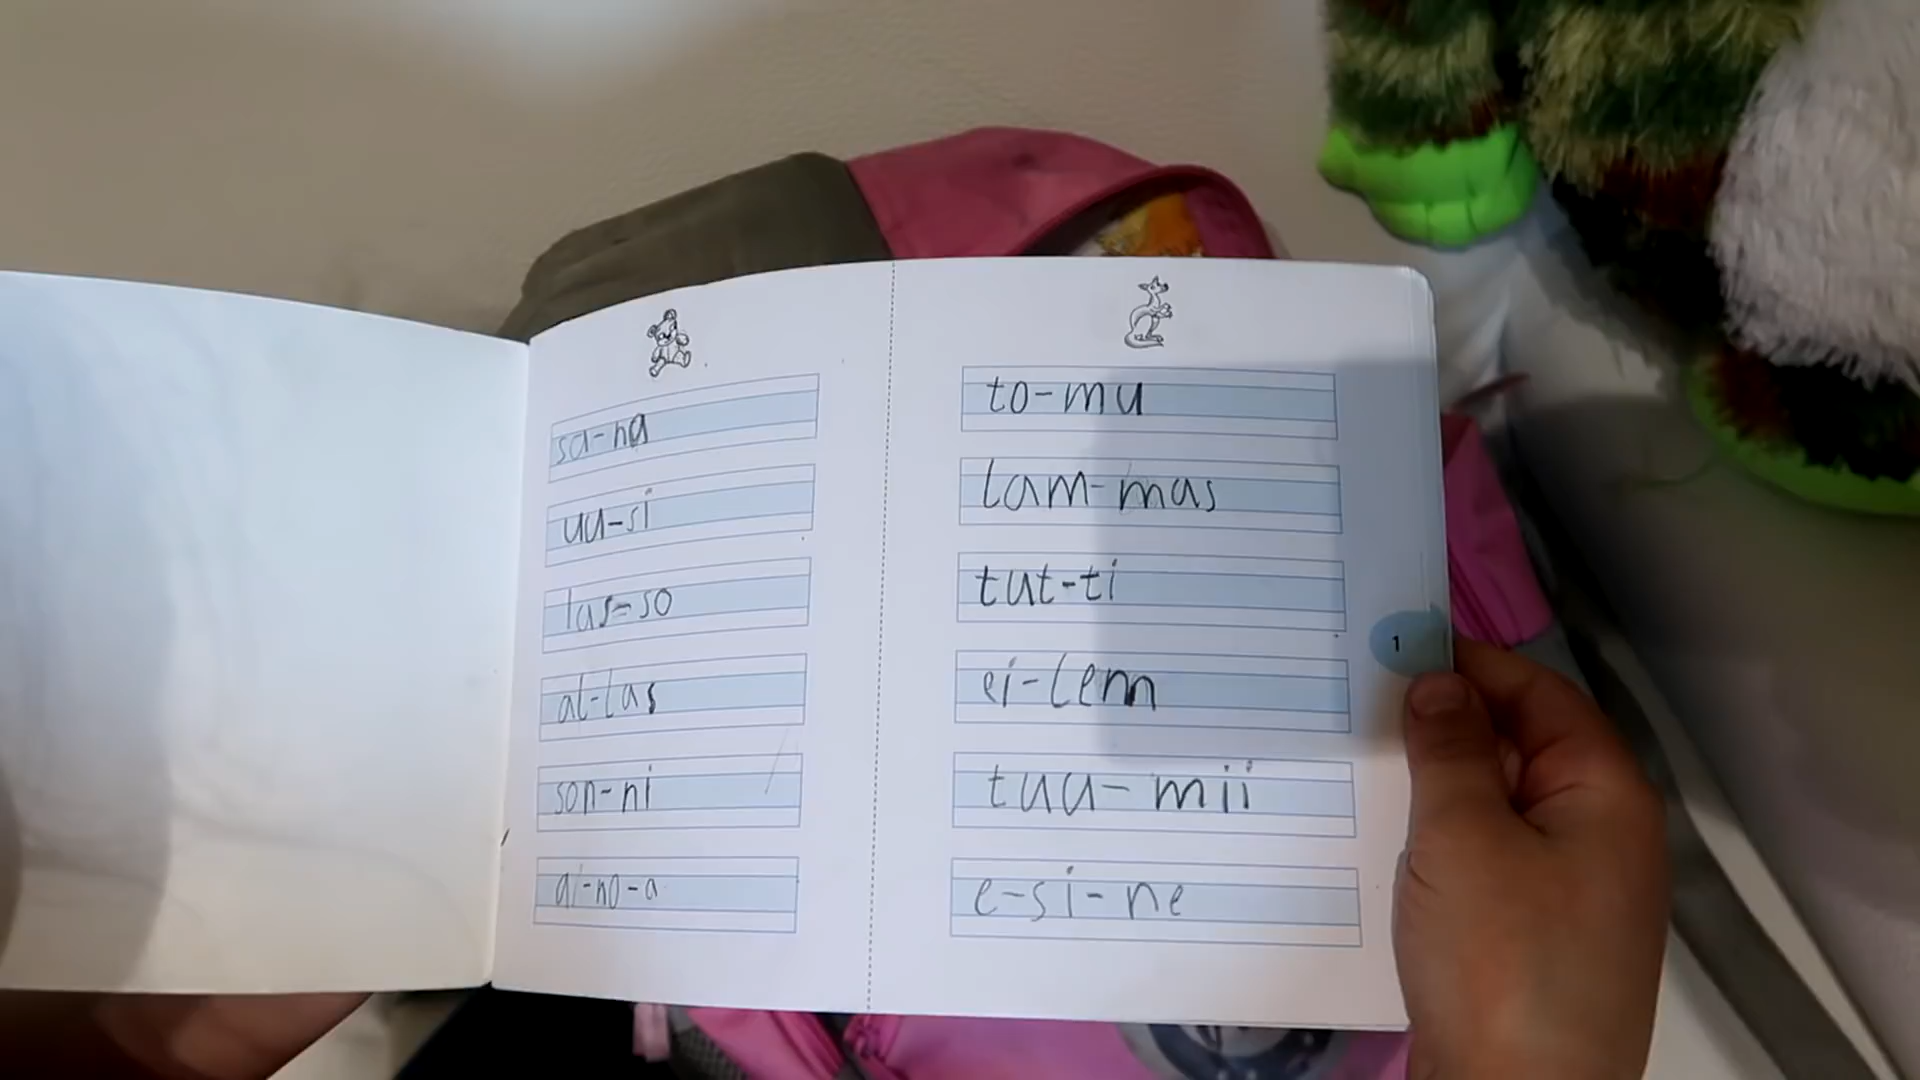 sa-na
uu-si
las-so
al-las
son-ni
ai-no-a
to-mu
lam-mas
tut-ti
ei-len
tuu-mii
e-si-ne
1